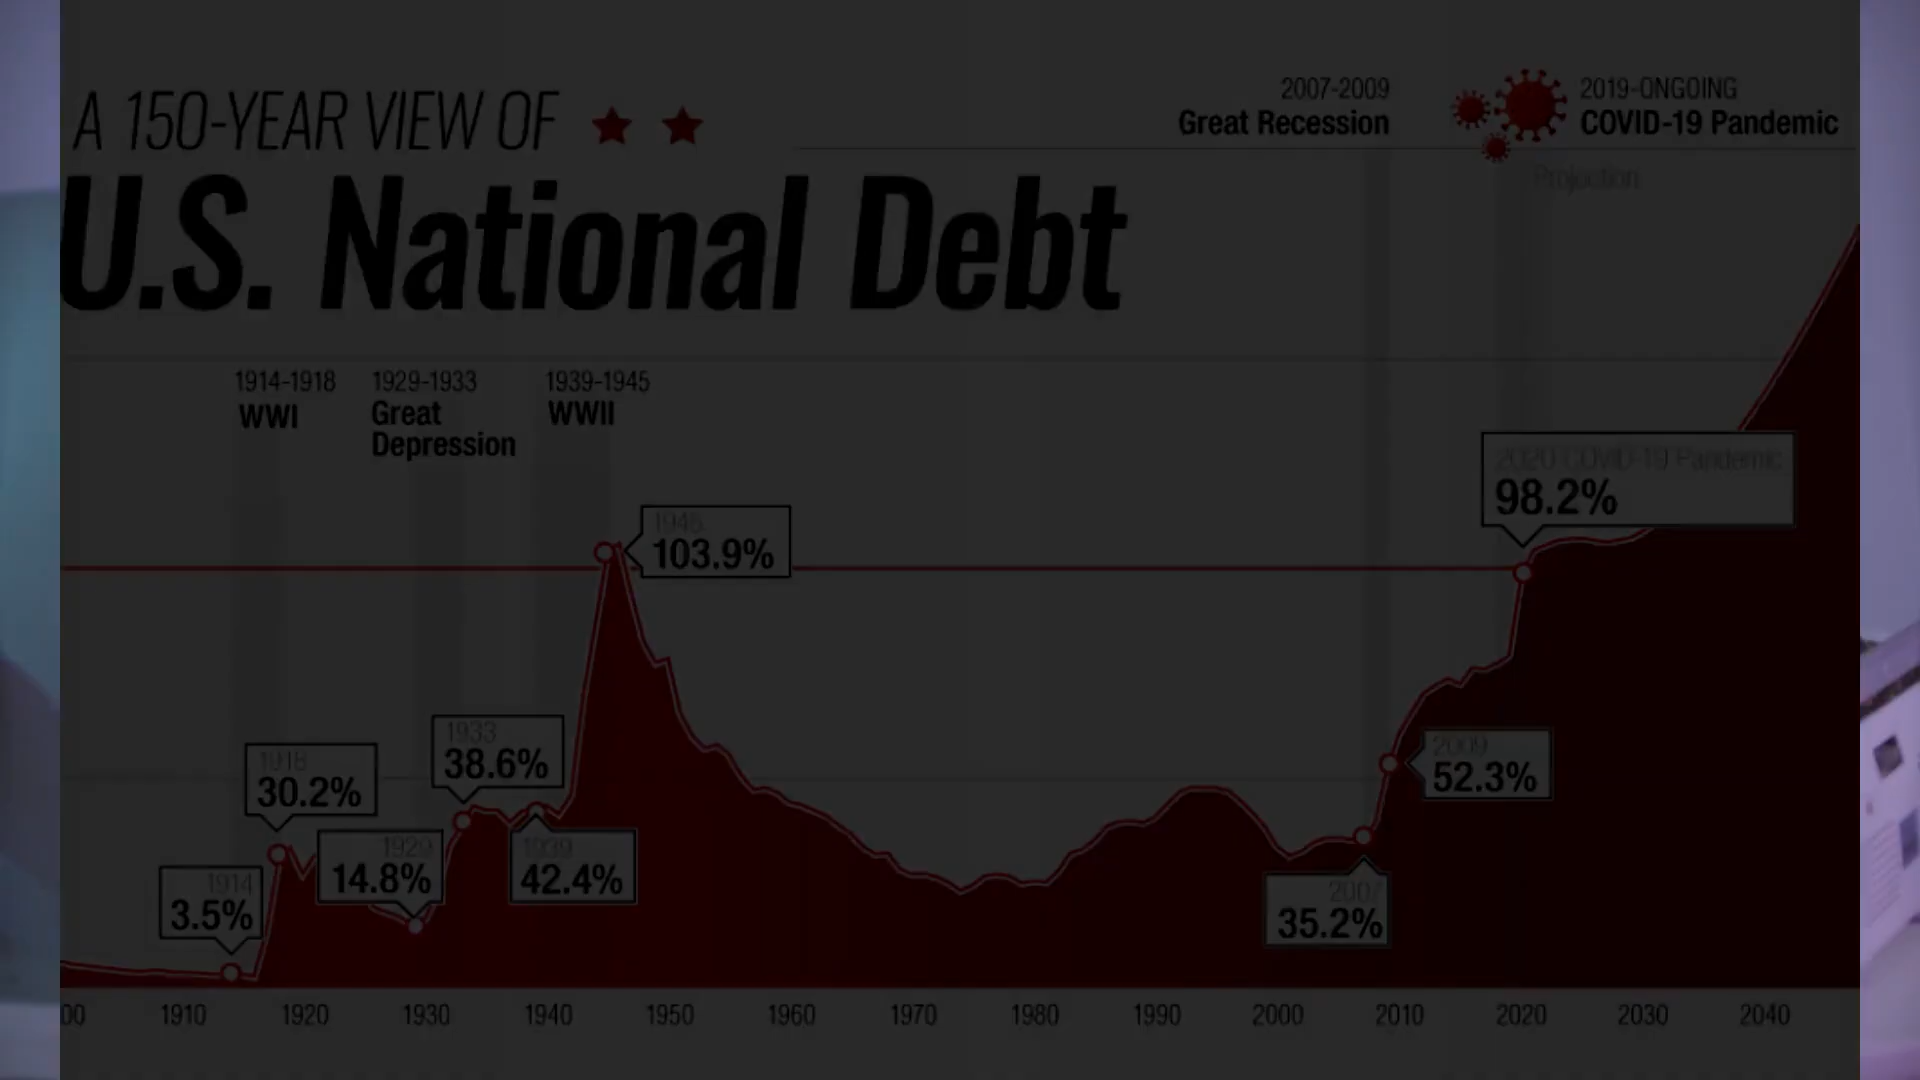 A 150-YEAR VIEW OF
U.S. National Debt
2007-2009
Great Recession
2019-ONGOING
COVID-19 Pandemic
Projection
1914-1918
WWI
1929-1933
Great
Depression
1939-1945
WWII
2020 COVID-19 Pandemic
98.2%
1945
103.9%
1933
38.6%
1918
30.2%
2009
52.3%
1929
14.8%
1939
42.4%
1914
3.5%
2007
35.2%
00 1910 1920 1930 1940 1950 1960 1970 1980 1990 2000 2010 2020 2030 2040